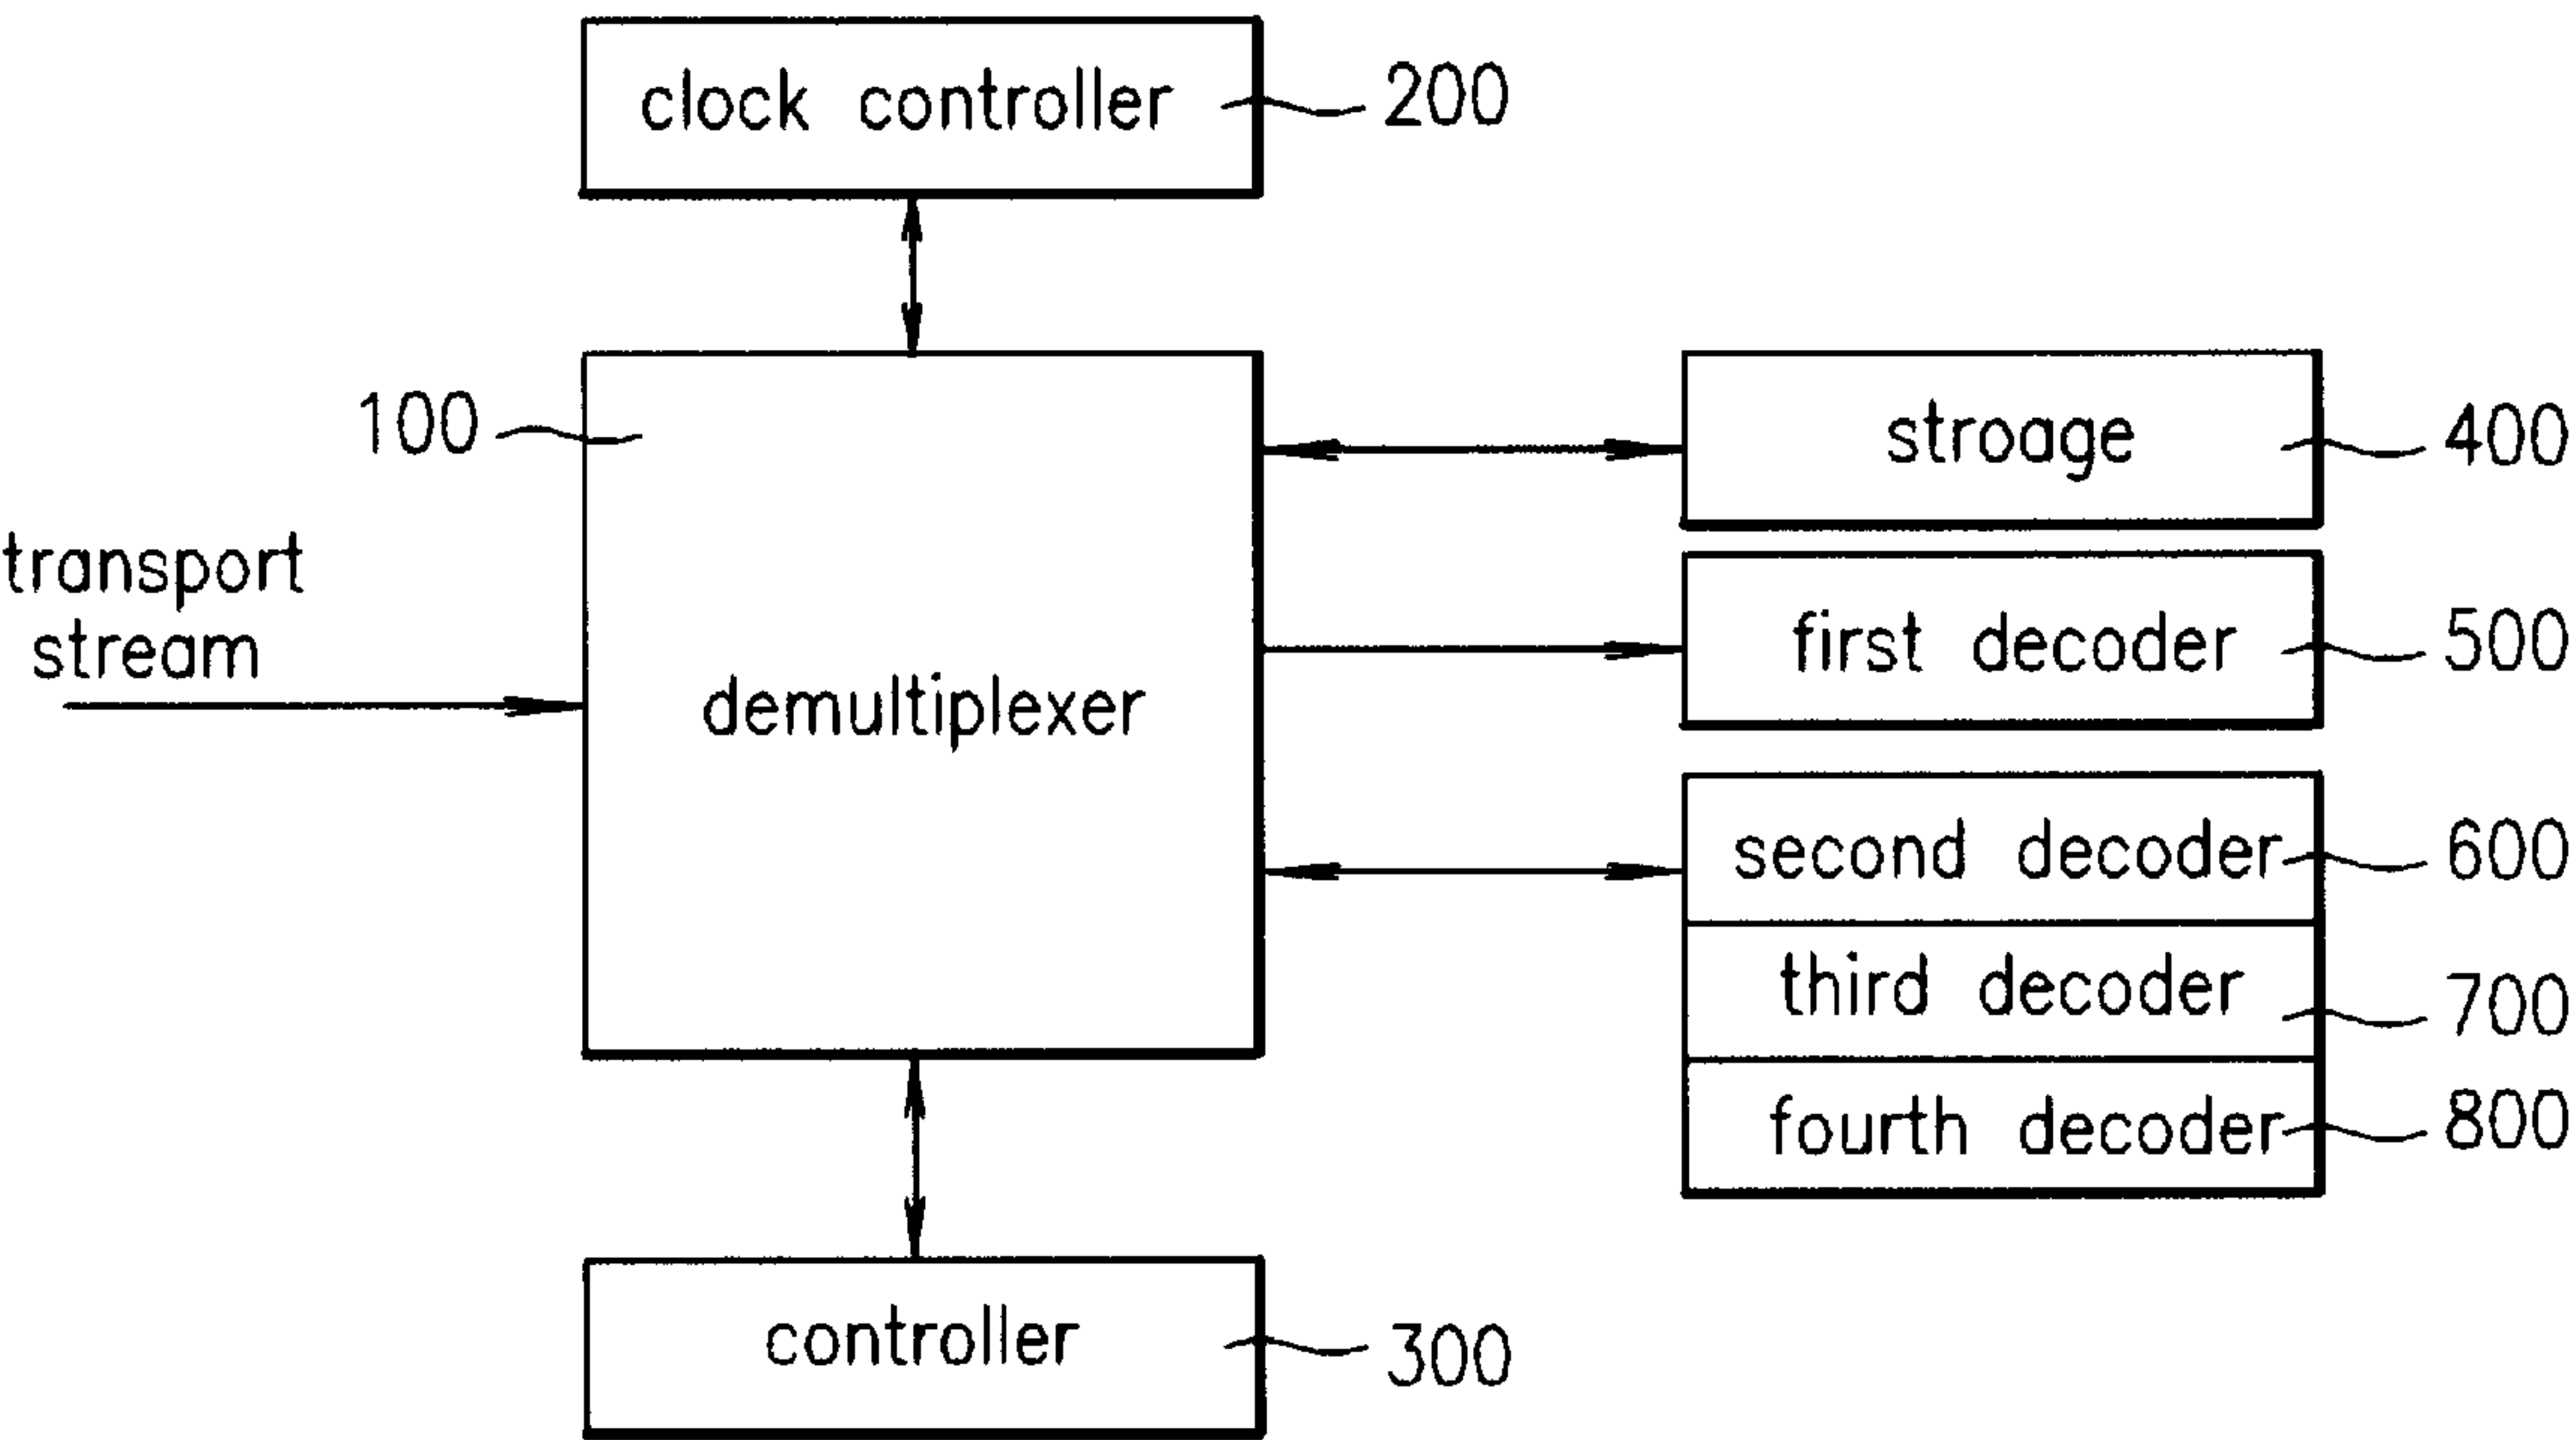 clock controller
200
100
stroage
400
transport
stream
first decoder
500
demultiplexer
second decoder
600
third decoder
700
fourth decoder
800
controller
300